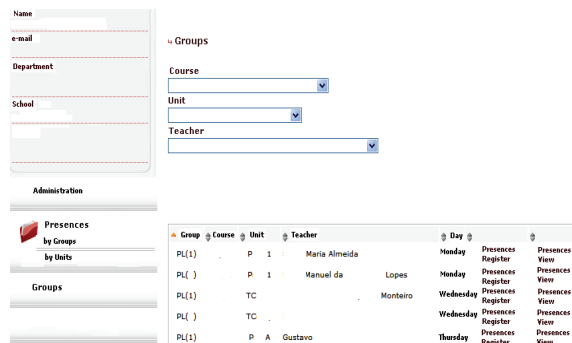 Name
e-mail
Department
School
Administration
Presences
by Groups
by Units
Groups
Groups
Course
Unit
Teacher
Group Course Unit Teacher Day
PL(1) P 1 Maria Almeida Monday Presences Register Presences View
PL( ) P 1 Manuel da Lopes Monday Presences Register Presences View
PL(1) TC Monteiro Wednesday Presences Register Presences View
PL( ) TC Wednesday Presences Register Presences View
PL(1) P A Gustavo Thursday Presences Register Presences View